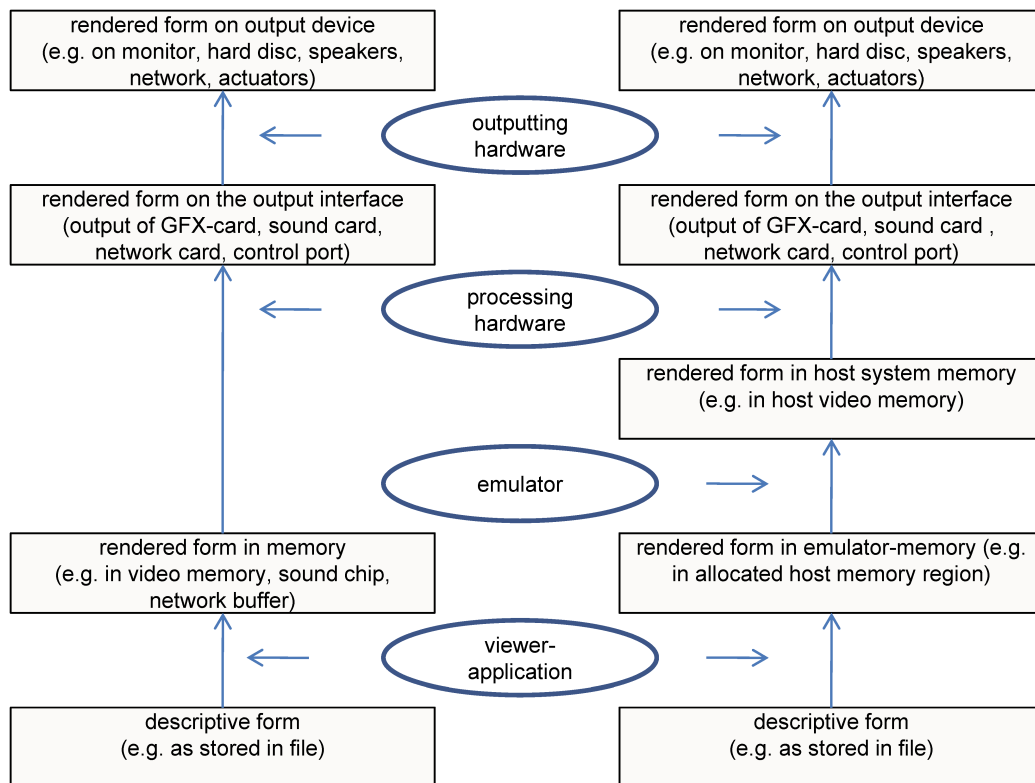 rendered form on output device
(e.g. on monitor, hard disc, speakers,
network, actuators)
rendered form on output device
(e.g. on monitor, hard disc, speakers,
network, actuators)
outputting
hardware
rendered form on the output interface
(output of GFX-card, sound card,
network card, control port)
rendered form on the output interface
(output of GFX-card, sound card ,
network card, control port)
processing
hardware
rendered form in host system memory
(e.g. in host video memory)
emulator
rendered form in memory
(e.g. in video memory, sound chip,
network buffer)
rendered form in emulator-memory (e.g.
in allocated host memory region)
viewer-
application
descriptive form
(e.g. as stored in file)
descriptive form
(e.g. as stored in file)